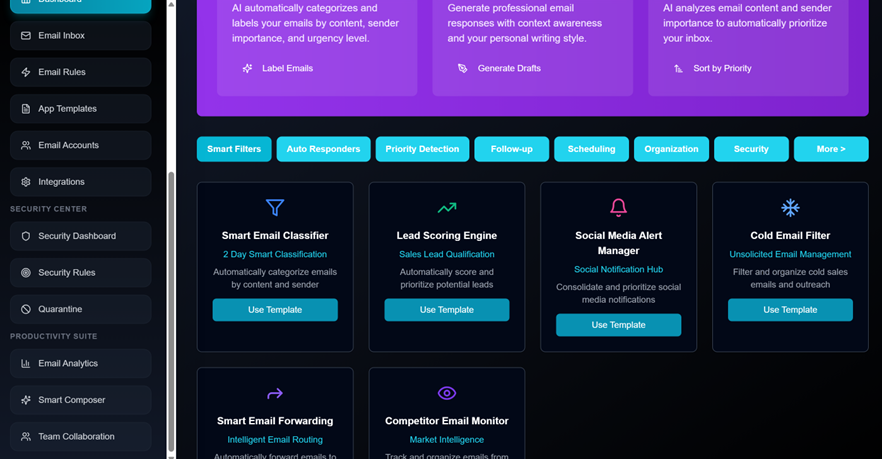 Dashboard
Email Inbox
Email Rules
App Templates
Email Accounts
Integrations
SECURITY CENTER
Security Dashboard
Security Rules
Quarantine
PRODUCTIVITY SUITE
Email Analytics
Smart Composer
Team Collaboration
AI automatically categorizes and
labels your emails by content, sender
importance, and urgency level.
Label Emails
Generate professional email
responses with context awareness
and your personal writing style.
Generate Drafts
AI analyzes email content and sender
importance to automatically prioritize
your inbox.
Sort by Priority
Smart Filters
Auto Responders
Priority Detection
Follow-up
Scheduling
Organization
Security
More >
Smart Email Classifier
2 Day Smart Classification
Automatically categorize emails
by content and sender
Use Template
Lead Scoring Engine
Sales Lead Qualification
Automatically score and
prioritize potential leads
Use Template
Social Media Alert
Manager
Social Notification Hub
Consolidate and prioritize social
media notifications
Use Template
Cold Email Filter
Unsolicited Email Management
Filter and organize cold sales
emails and outreach
Use Template
Smart Email Forwarding
Intelligent Email Routing
Automatically forward emails to
Competitor Email Monitor
Market Intelligence
Track and organize emails from